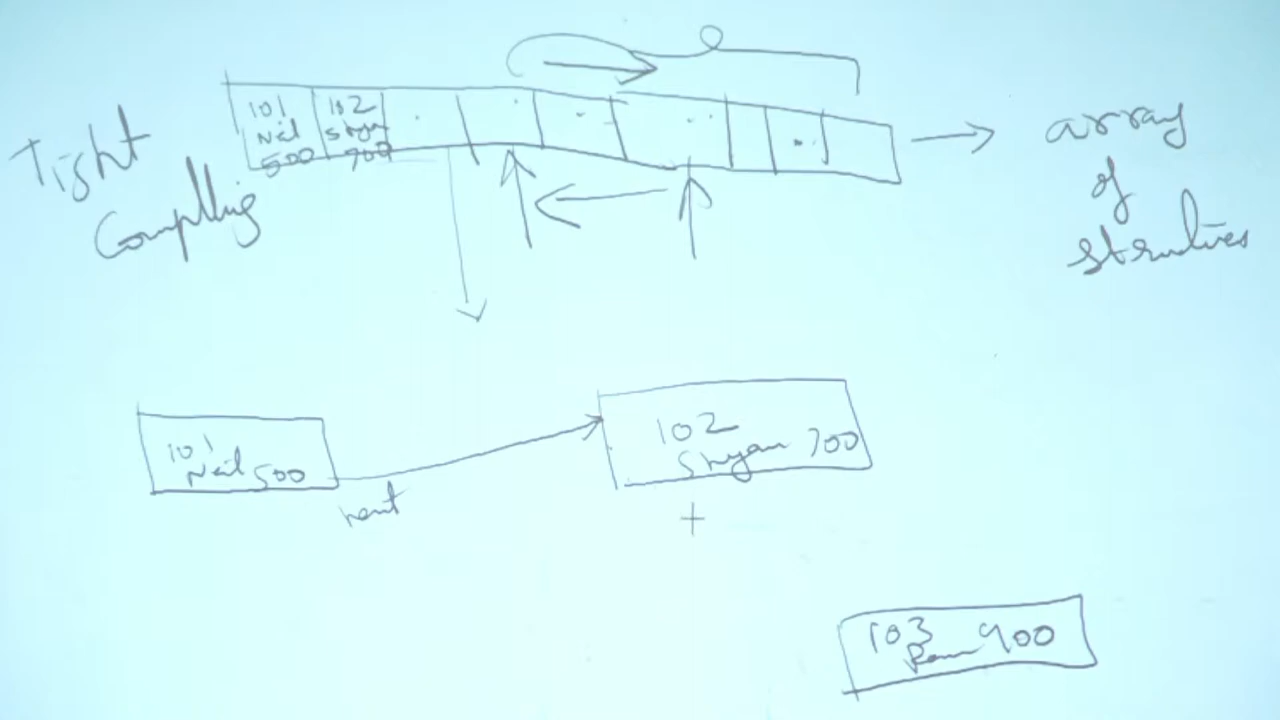 Tight
Compling
101
Neil
500
102
Shyam
700
array
of
structures
101
Neil 500
next
102
Shyam 700
103
Ram 900